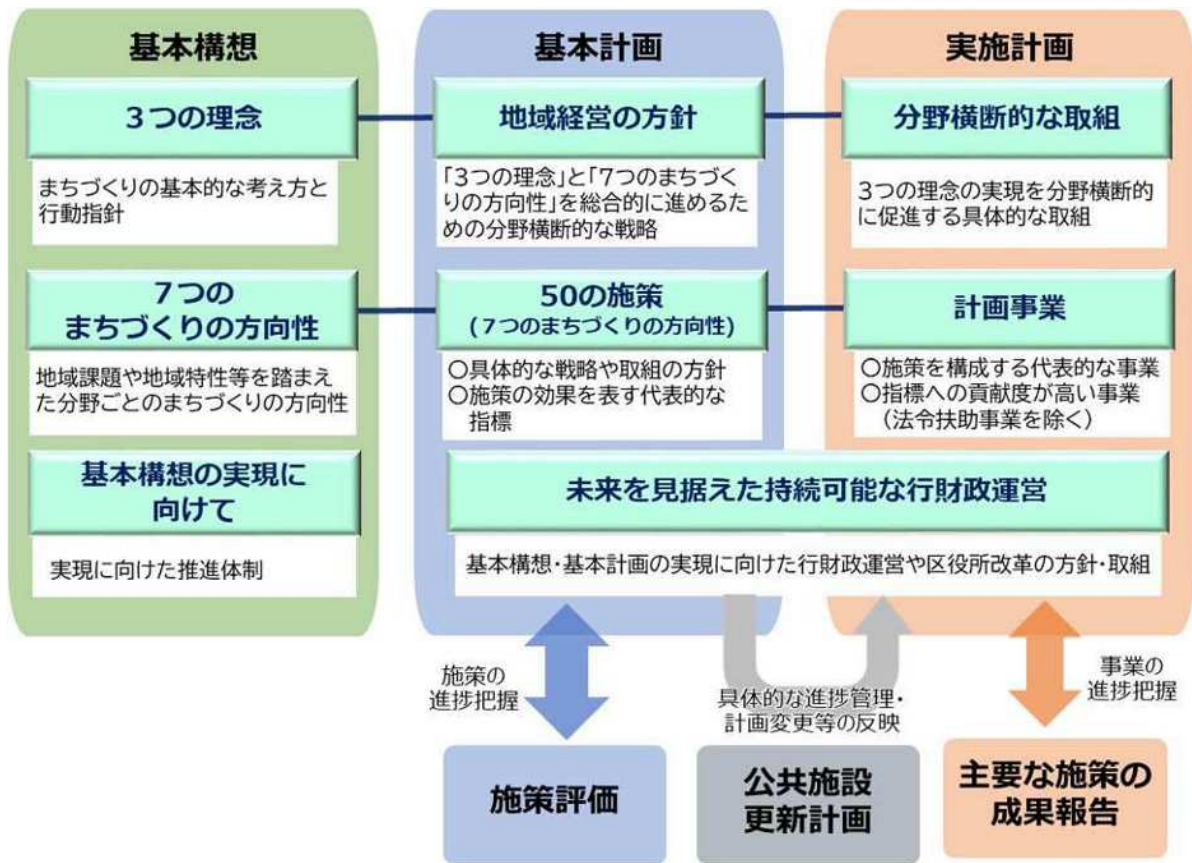 基本構想
3つの理念
まちづくりの基本的な考え方と
行動指針
7つの
まちづくりの方向性
地域課題や地域特性等を踏まえ
た分野ごとのまちづくりの方向性
基本構想の実現に
向けて
実現に向けた推進体制
基本計画
地域経営の方針
「3つの理念」と「7つのまちづく
りの方向性」を総合的に進めるた
めの分野横断的な戦略
50の施策
(7つのまちづくりの方向性)
○具体的な戦略や取組の方針
○施策の効果を表す代表的な
指標
実施計画
分野横断的な取組
3つの理念の実現を分野横断的
に促進する具体的な取組
計画事業
○施策を構成する代表的な事業
○指標への貢献度が高い事業
（法令扶助事業を除く）
未来を見据えた持続可能な行財政運営
基本構想・基本計画の実現に向けた行財政運営や区役所改革の方針・取組
施策の
進捗把握
具体的な進捗管理・
計画変更等の反映
事業の
進捗把握
施策評価
公共施設
更新計画
主要な施策の
成果報告